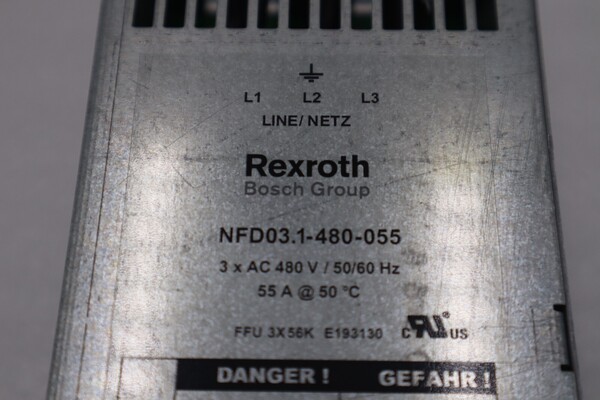 L1 L2 L3
LINE/ NETZ
Rexroth
Bosch Group
NFD03.1-480-055
3 x AC 480 V / 50/60 Hz
55 A @ 50 °C
FFU 3X56K E193130 c RU US
DANGER ! GEFAHR !